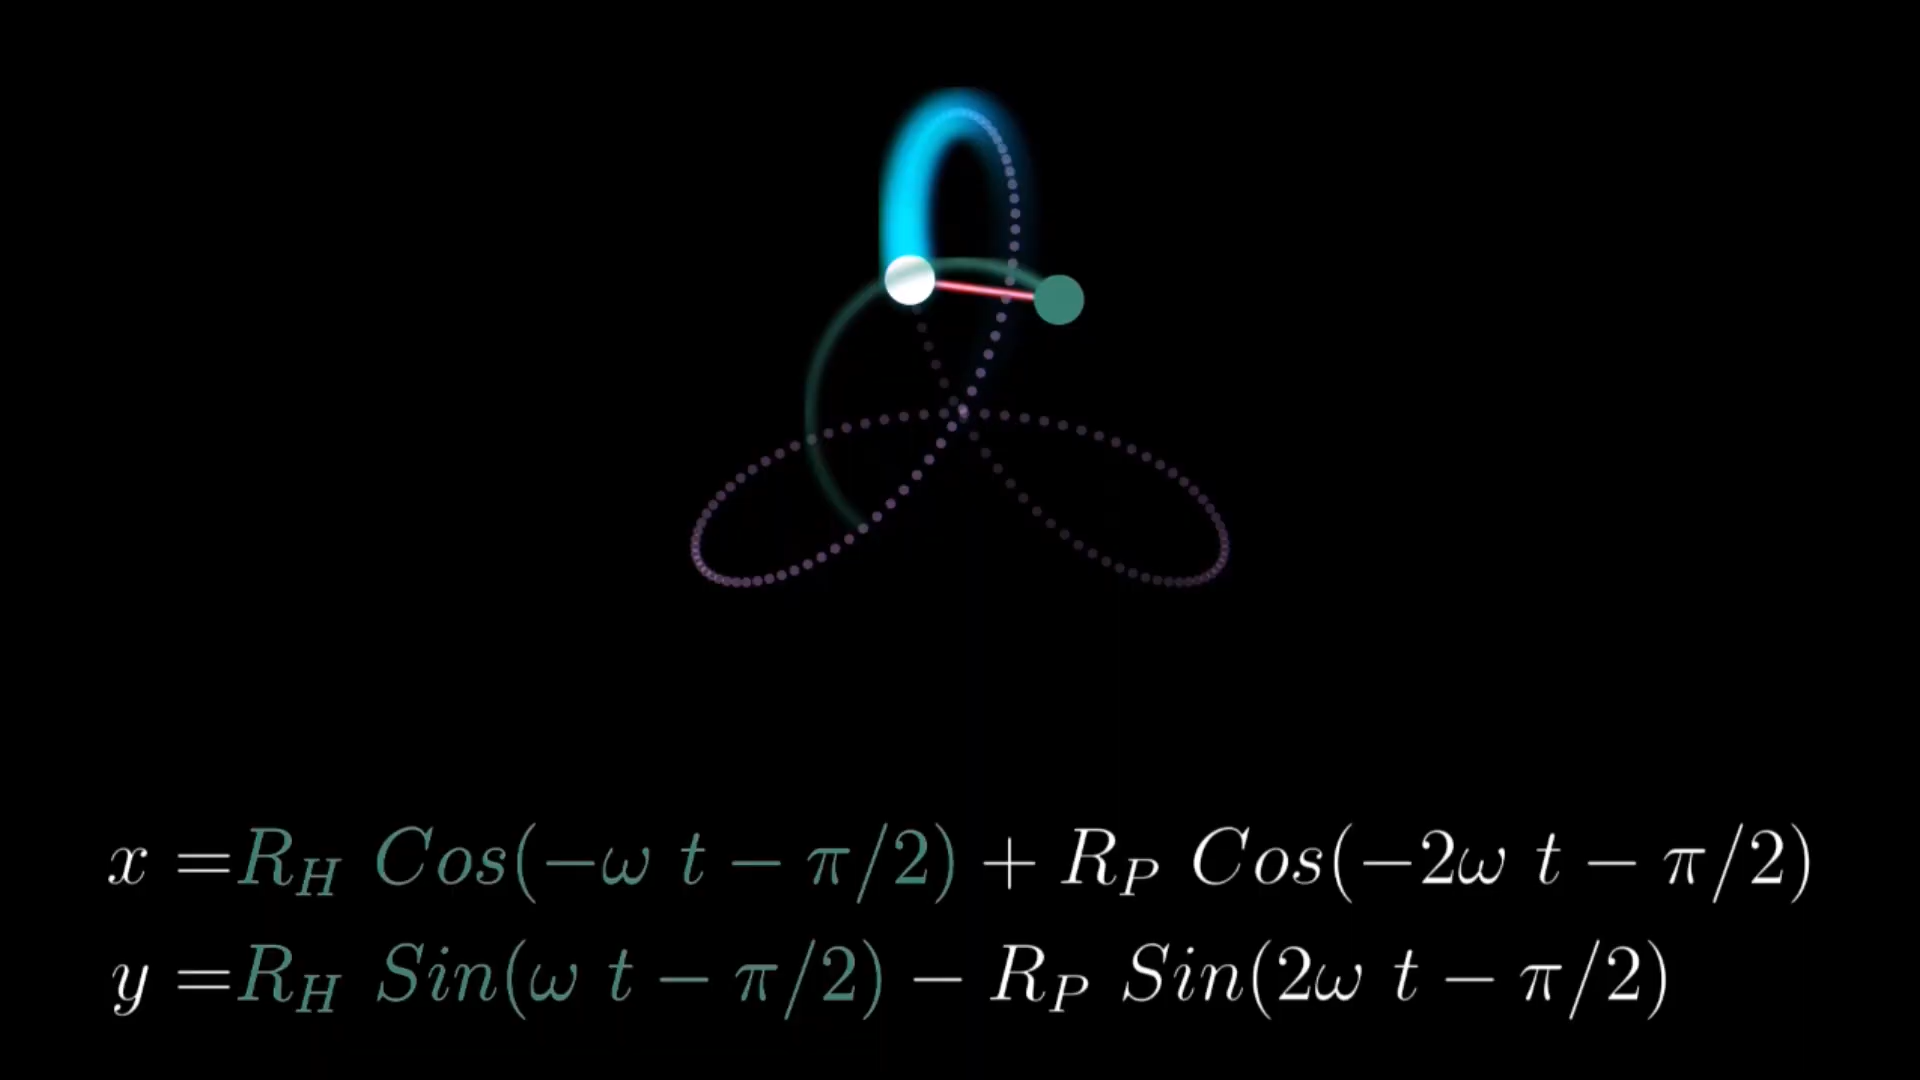 x =R_H Cos(−ω t − π/2) + R_P Cos(−2ω t − π/2)
y =R_H Sin(ω t − π/2) − R_P Sin(2ω t − π/2)